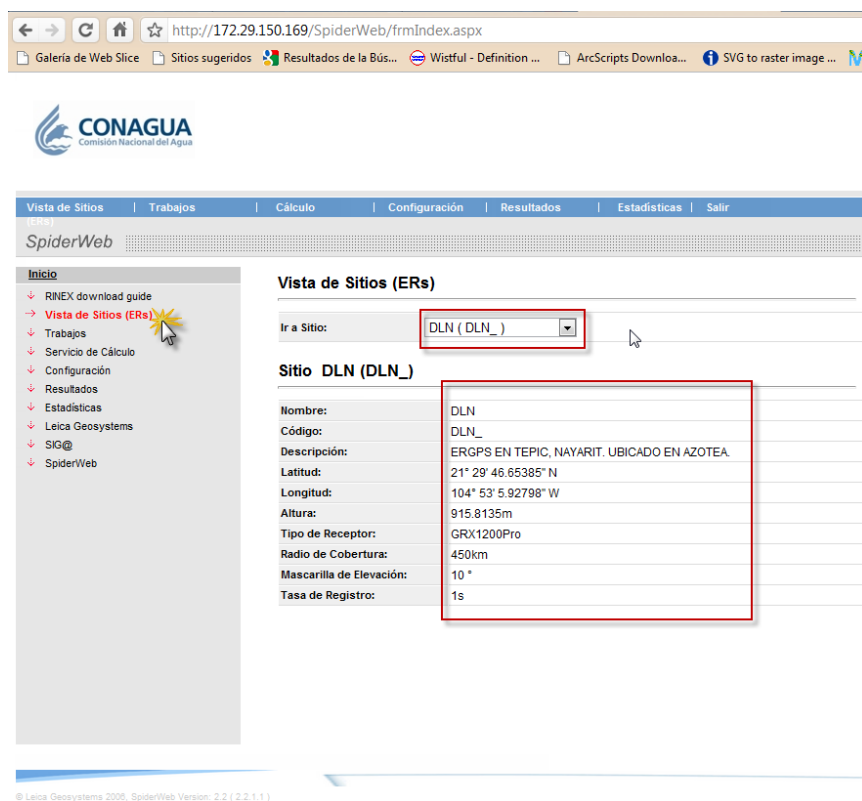 http://172.29.150.169/SpiderWeb/frmIndex.aspx
Galería de Web Slice Sitios sugeridos Resultados de la Bús... Wistful - Definition ... ArcScripts Downloa... SVG to raster image ...
CONAGUA
Comisión Nacional del Agua
Vista de Sitios | Trabajos | Cálculo | Configuración | Resultados | Estadísticas | Salir
(ERs)
SpiderWeb
Inicio
RINEX download guide
Vista de Sitios (ERs)
Trabajos
Servicio de Cálculo
Configuración
Resultados
Estadísticas
Leica Geosystems
SIG@
SpiderWeb
Vista de Sitios (ERs)
Ir a Sitio: DLN ( DLN_ )
Sitio DLN (DLN_)
Nombre: DLN
Código: DLN_
Descripción: ERGPS EN TEPIC, NAYARIT. UBICADO EN AZOTEA.
Latitud: 21° 29' 46.65385" N
Longitud: 104° 53' 5.92798" W
Altura: 915.8135m
Tipo de Receptor: GRX1200Pro
Radio de Cobertura: 450km
Mascarilla de Elevación: 10 °
Tasa de Registro: 1s
© Leica Geosystems 2006, SpiderWeb Version: 2.2 ( 2.2.1.1 )